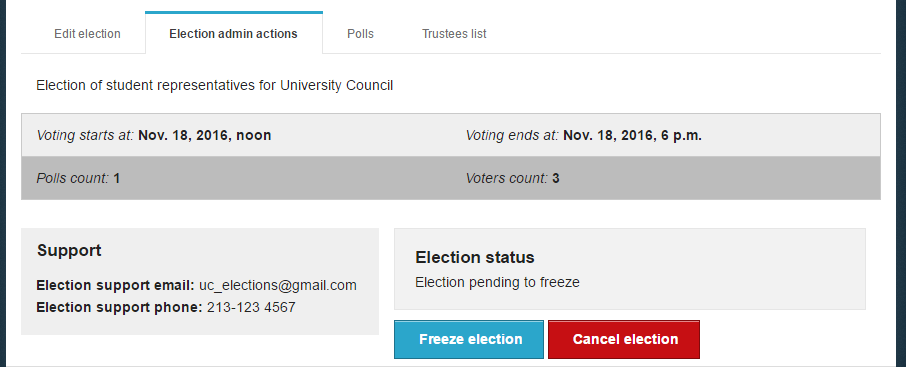 Edit election Election admin actions Polls Trustees list
Election of student representatives for University Council
Voting starts at: Nov. 18, 2016, noon Voting ends at: Nov. 18, 2016, 6 p.m.
Polls count: 1 Voters count: 3
Support
Election support email: uc_elections@gmail.com
Election support phone: 213-123 4567
Election status
Election pending to freeze
Freeze election Cancel election